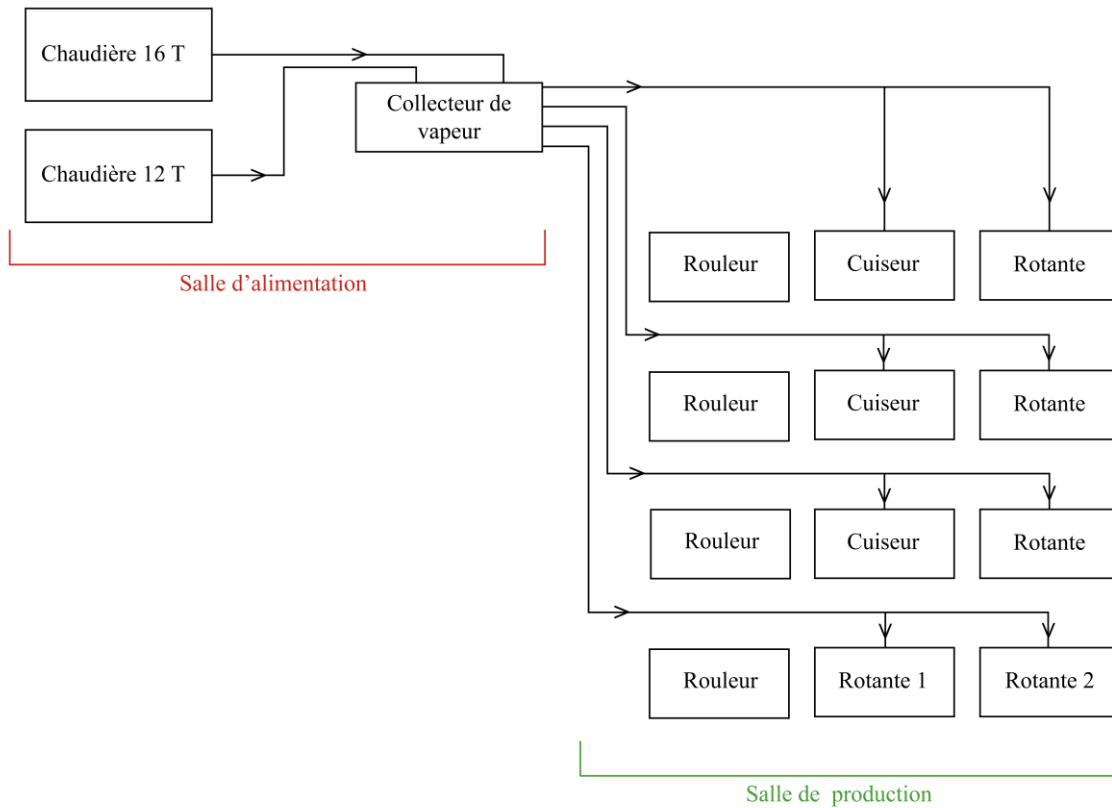 Chaudière 16 T
Collecteur de
vapeur
Chaudière 12 T
Salle d’alimentation
Rouleur
Cuiseur
Rotante
Rouleur
Cuiseur
Rotante
Rouleur
Cuiseur
Rotante
Rouleur
Rotante 1
Rotante 2
Salle de production